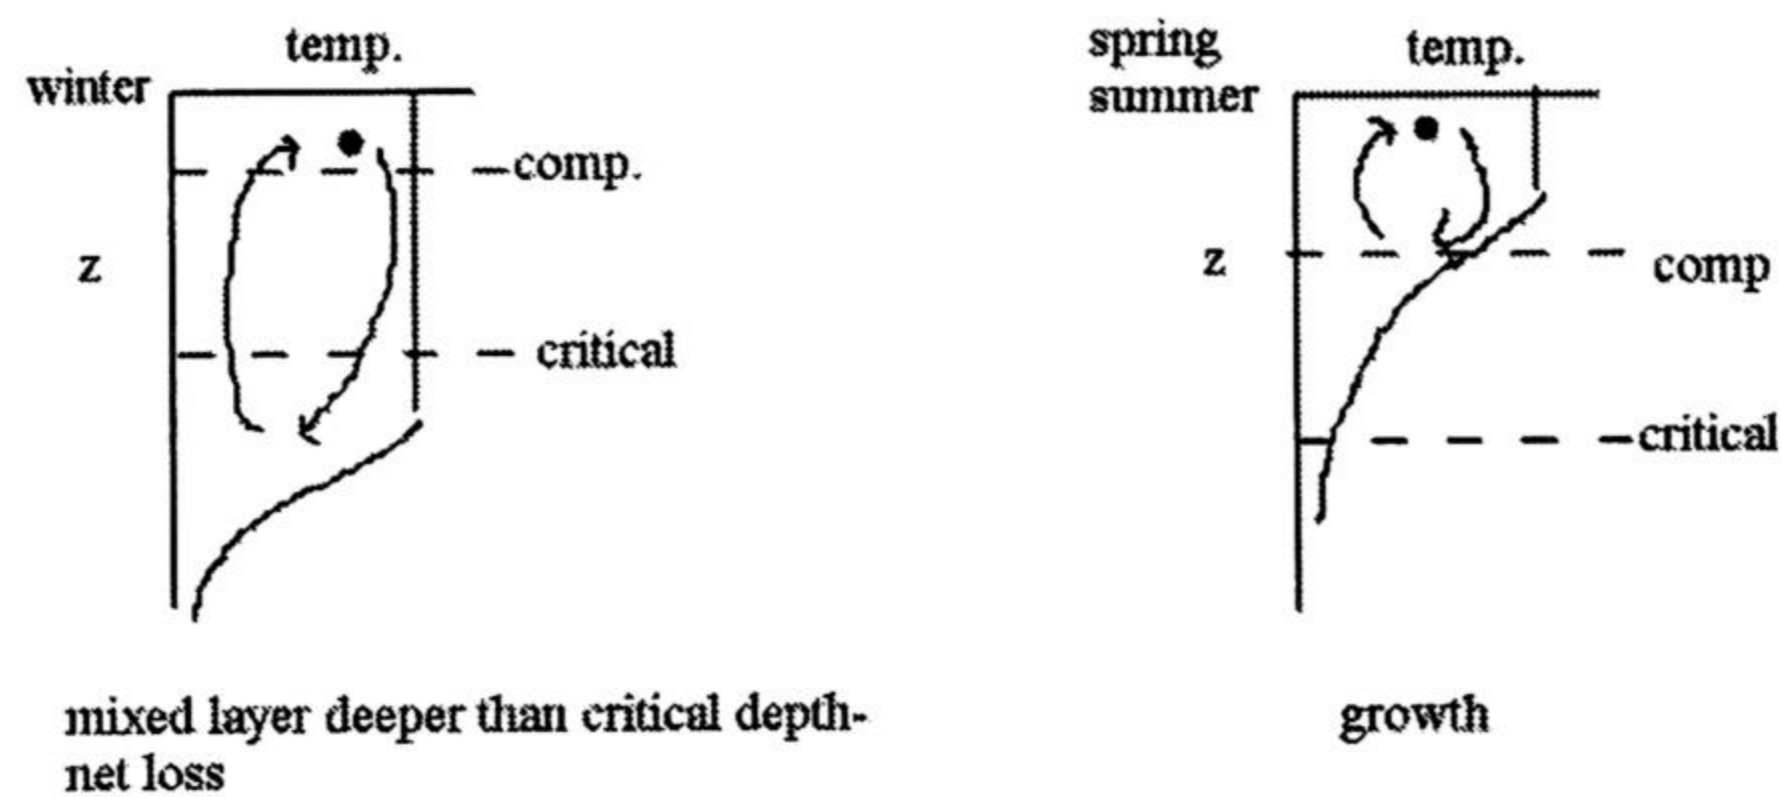 temp.
winter
comp.
z
critical
mixed layer deeper than critical depth-
net loss
spring
summer
temp.
z
comp
critical
growth